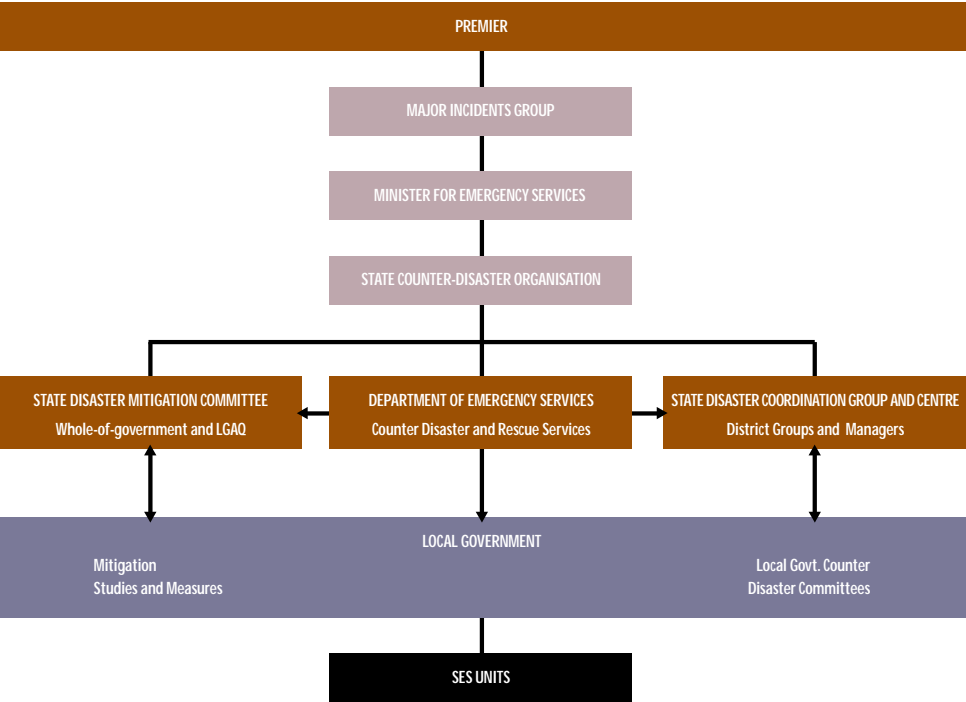 PREMIER
MAJOR INCIDENTS GROUP
MINISTER FOR EMERGENCY SERVICES
STATE COUNTER-DISASTER ORGANISATION
STATE DISASTER MITIGATION COMMITTEE
Whole-of-government and LGAQ
DEPARTMENT OF EMERGENCY SERVICES
Counter Disaster and Rescue Services
STATE DISASTER COORDINATION GROUP AND CENTRE
District Groups and Managers
LOCAL GOVERNMENT
Mitigation
Studies and Measures
Local Govt. Counter
Disaster Committees
SES UNITS